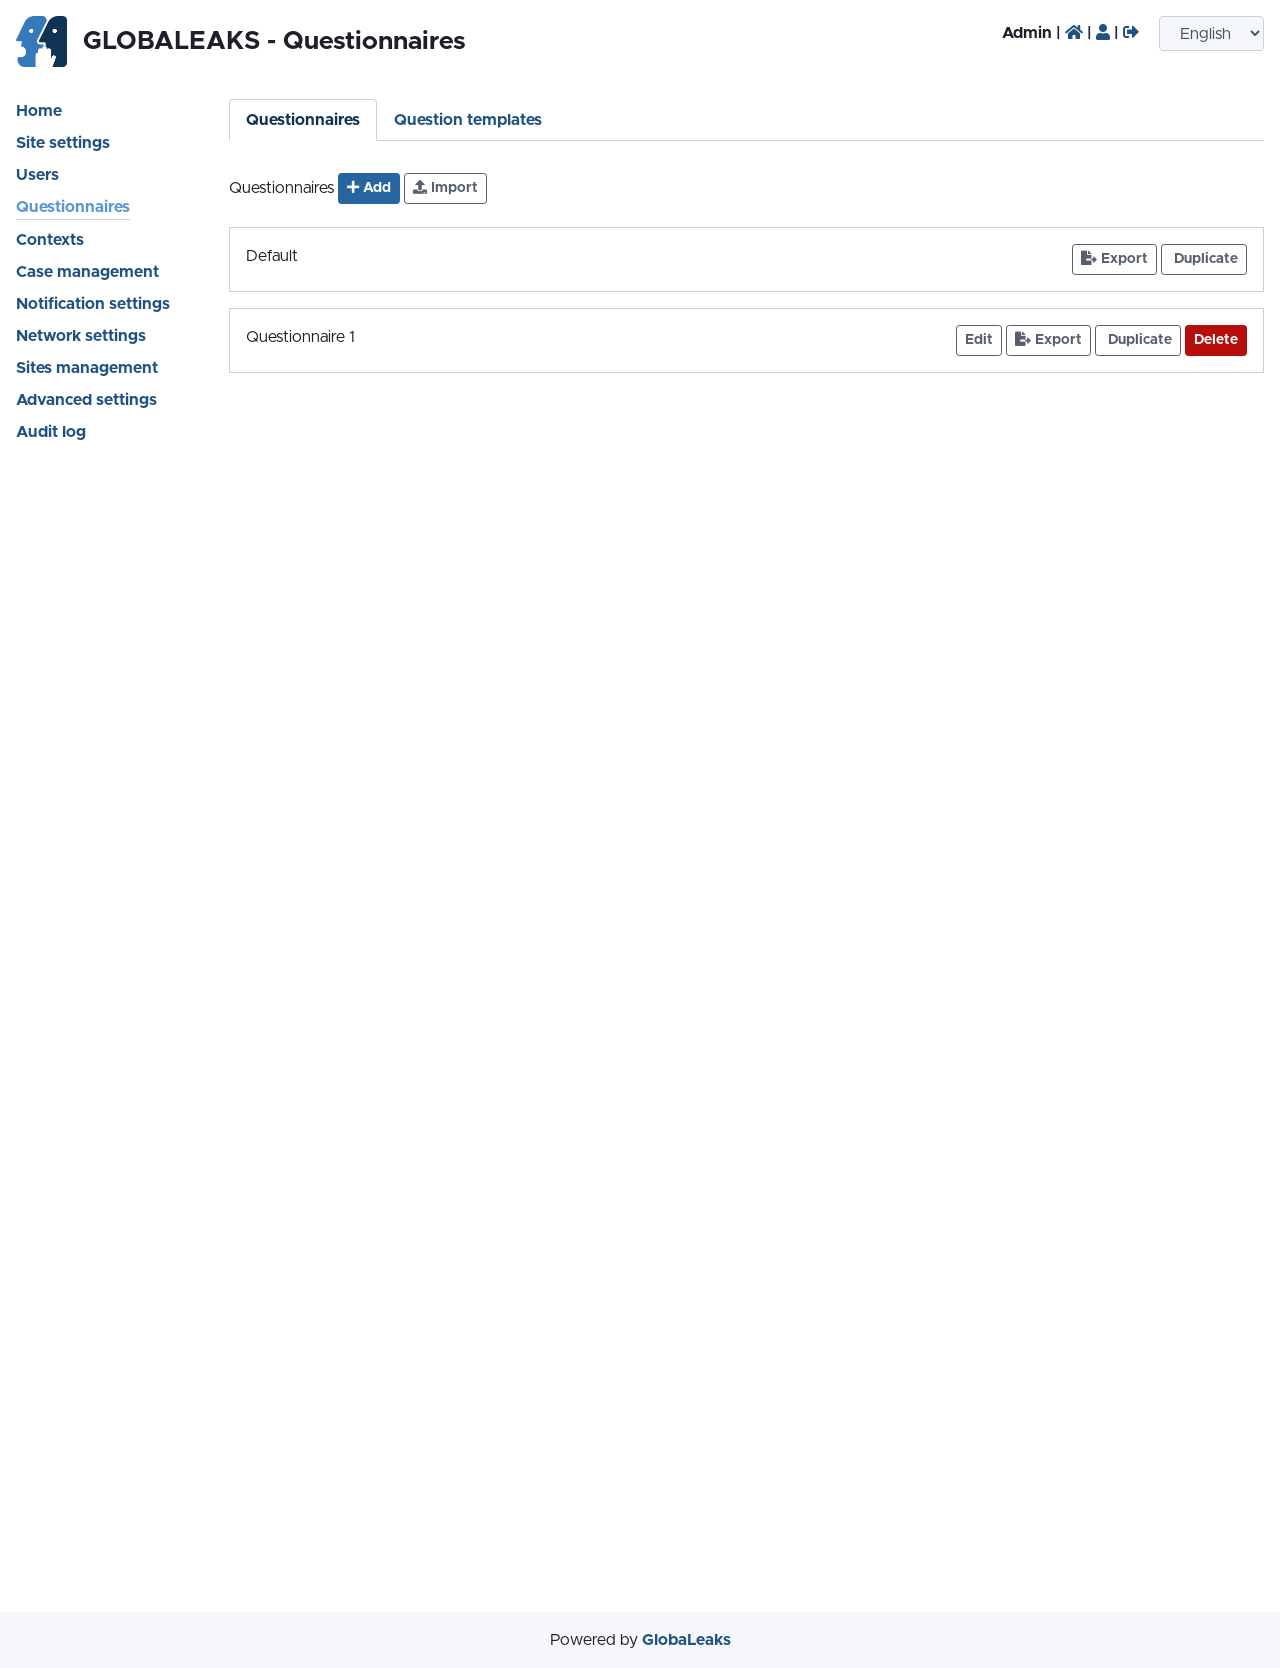 GLOBALEAKS - Questionnaires
Admin | | |
English
Home
Site settings
Users
Questionnaires
Contexts
Case management
Notification settings
Network settings
Sites management
Advanced settings
Audit log
Questionnaires
Question templates
Questionnaires Add Import
Default Export Duplicate
Questionnaire 1 Edit Export Duplicate Delete
Powered by GlobaLeaks